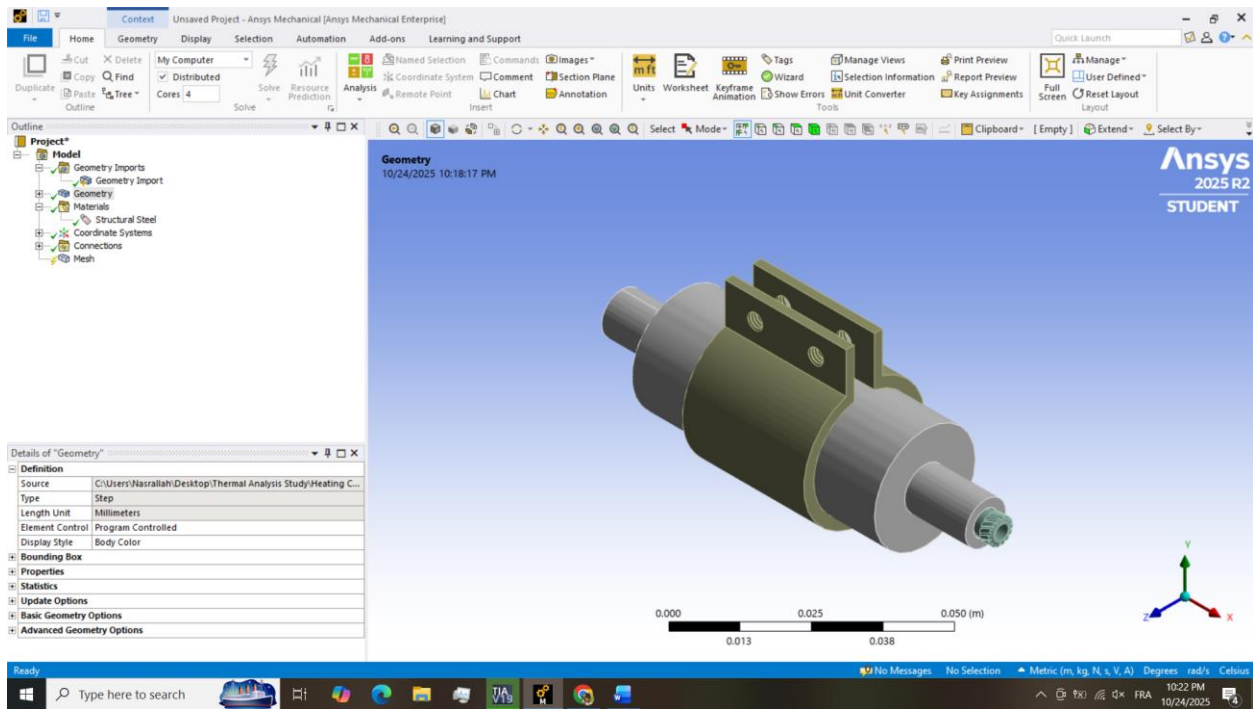 Context
Unsaved Project - Ansys Mechanical [Ansys Mechanical Enterprise]
File Home Geometry Display Selection Automation Add-ons Learning and Support
Quick Launch
Duplicate
Cut
Copy
Paste
X Delete
Find
Tree
Outline
My Computer
Distributed
Cores 4
Solve
Resource Prediction
Solve
Analysis
Named Selection
Coordinate System
Remote Point
Commands
Comment
Chart
Images
Section Plane
Annotation
Insert
Units
Worksheet
Keyframe Animation
Tags
Wizard
Show Errors
Manage Views
Selection Information
Unit Converter
Print Preview
Report Preview
Key Assignments
Tools
Full Screen
Manage
User Defined
Reset Layout
Layout
Outline
Select Mode Clipboard [Empty] Extend Select By
Project*
Model
Geometry Imports
Geometry Import
Geometry
Materials
Structural Steel
Coordinate Systems
Connections
Mesh
Geometry
10/24/2025 10:18:17 PM
Ansys
2025 R2
STUDENT
Details of "Geometry"
Definition
Source C:\Users\Nasrallah\Desktop\Thermal Analysis Study\Heating C...
Type Step
Length Unit Millimeters
Element Control Program Controlled
Display Style Body Color
Bounding Box
Properties
Statistics
Update Options
Basic Geometry Options
Advanced Geometry Options
0.000 0.025 0.050 (m)
0.013 0.038
Y
Z
X
Ready
No Messages No Selection Metric (m, kg, N, s, V, A) Degrees rad/s Celsius
Type here to search
FRA
10:22 PM
10/24/2025